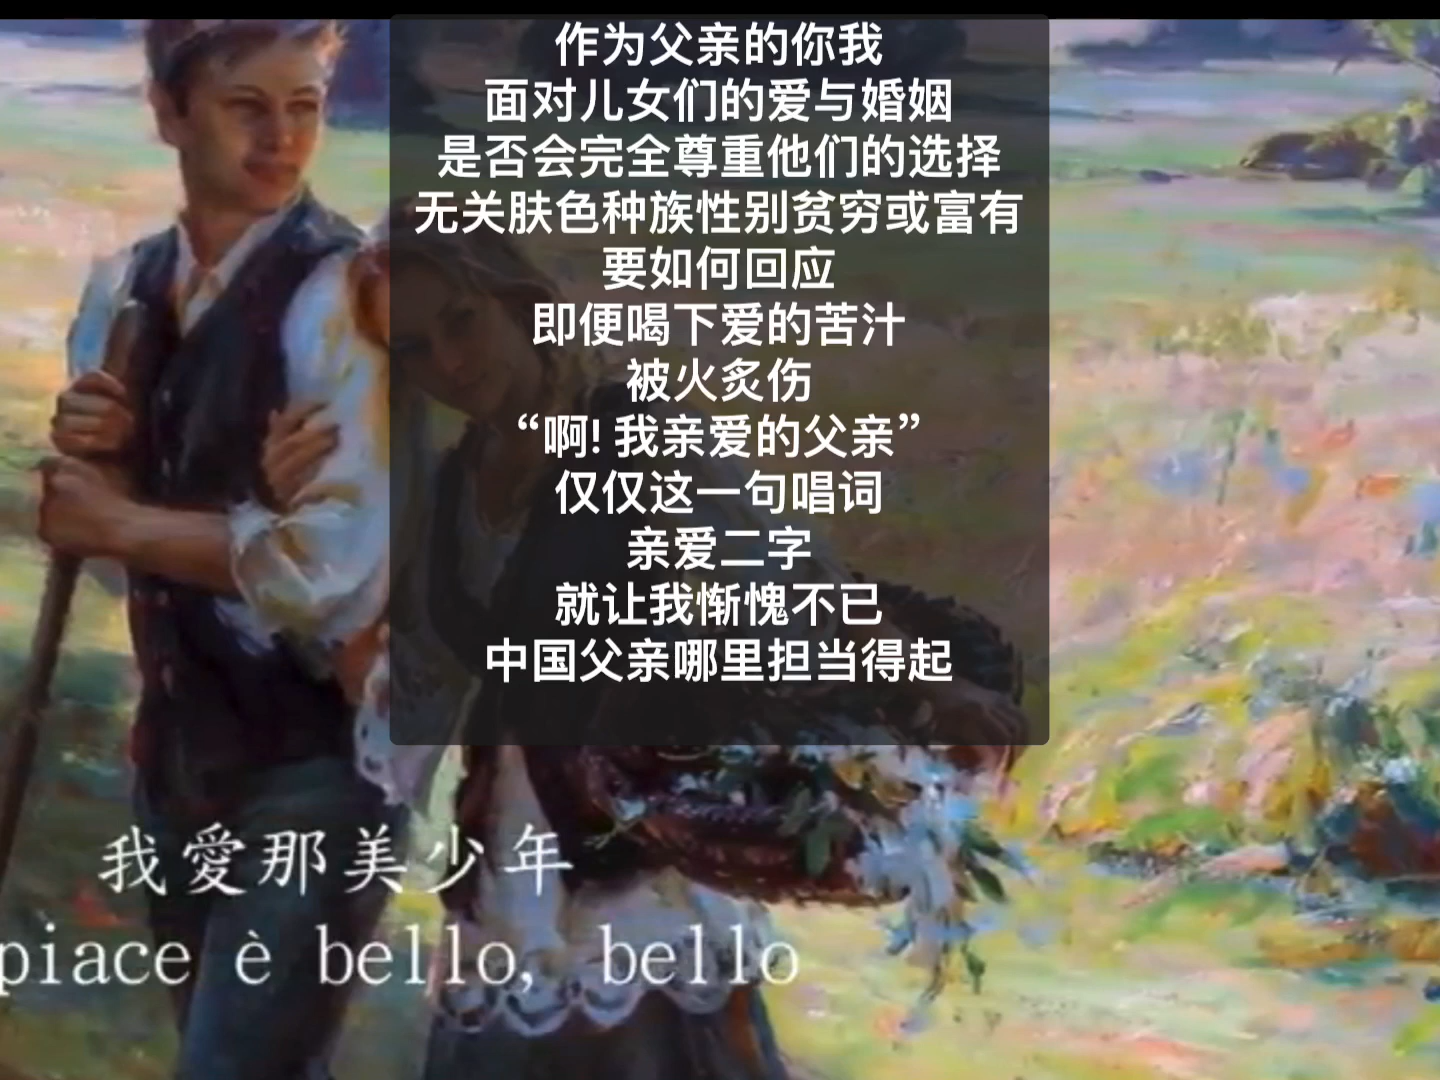 作为父亲的你我
面对儿女们的爱与婚姻
是否会完全尊重他们的选择
无关肤色种族性别贫穷或富有
要如何回应
即便喝下爱的苦汁
被火炙伤
“啊! 我亲爱的父亲”
仅仅这一句唱词
亲爱二字
就让我惭愧不已
中国父亲哪里担当得起
我愛那美少年
piace è bello, bello